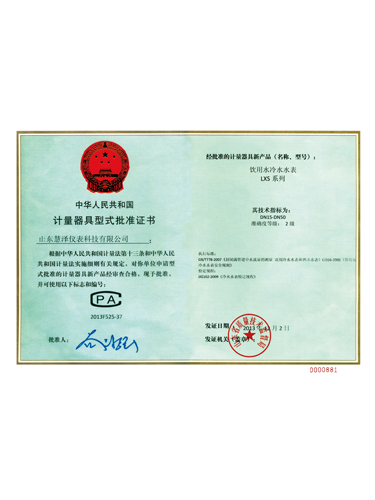 中华人民共和国
计量器具型式批准证书
山东慧泽仪表科技有限公司：
根据中华人民共和国计量法第十三条和中华人民
共和国计量法实施细则有关规定，对你单位申请型
式批准的计量器具新产品经审查合格，现予批准，
并可使用以下标志和编号：
CPA
2013F525-37
批准人：
经批准的计量器具新产品（名称、型号）：
饮用水冷水水表
LXS 系列
其技术指标为：
DN15-DN50
准确度等级： 2 级
执行标准：
发证日期
发证机关（盖章）
0000881